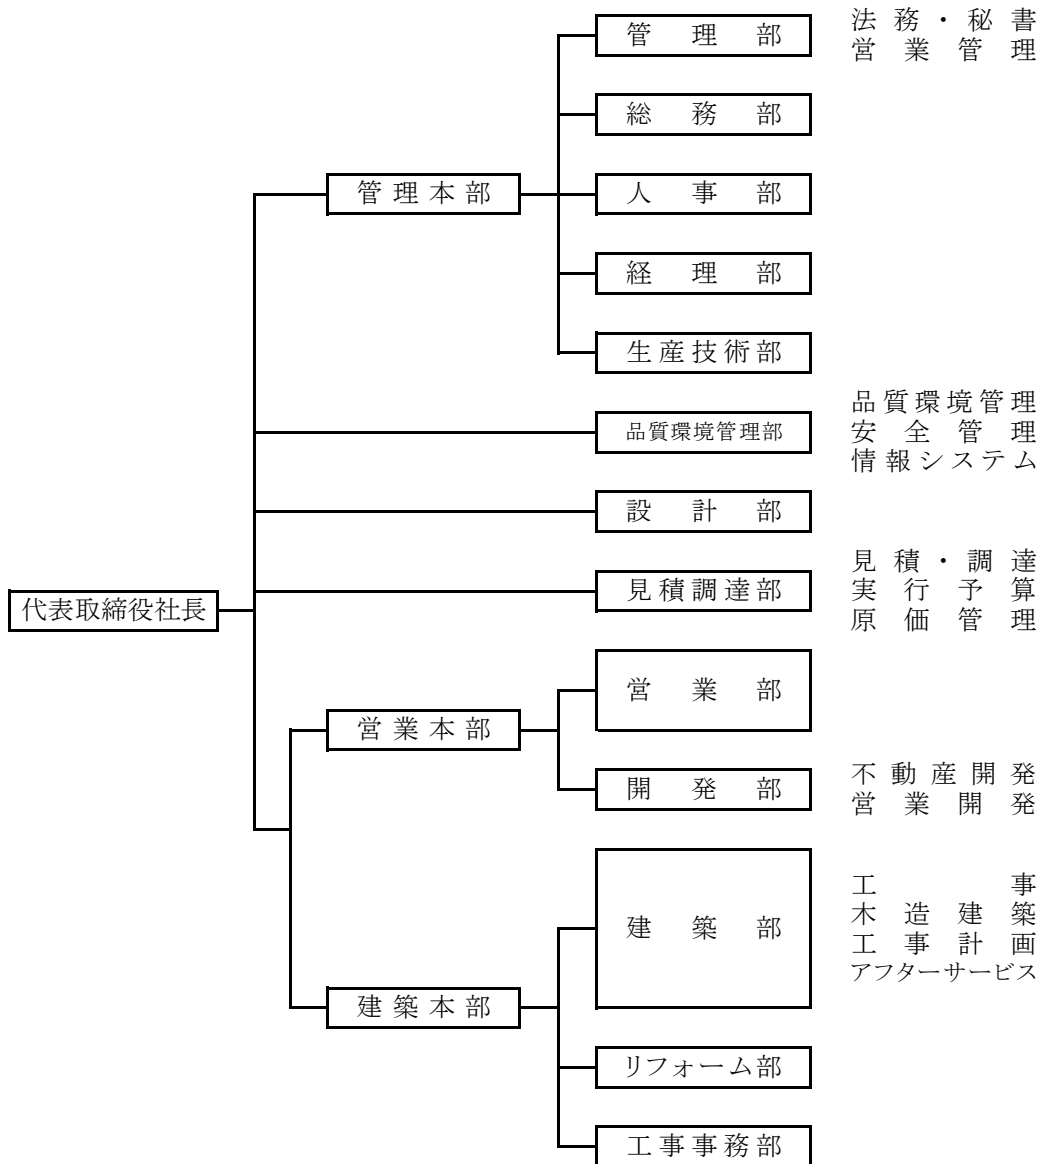 管理部
法務・秘書
営業管理
総務部
管理本部
人事部
経理部
生産技術部
品質環境管理部
品質環境管理
安全管理
情報システム
設計部
代表取締役社長
見積調達部
見積・調達
実行予算
原価管理
営業本部
営業部
開発部
不動産開発
営業開発
建築本部
建築部
工事
木造建築
工事計画
アフターサービス
リフォーム部
工事事務部